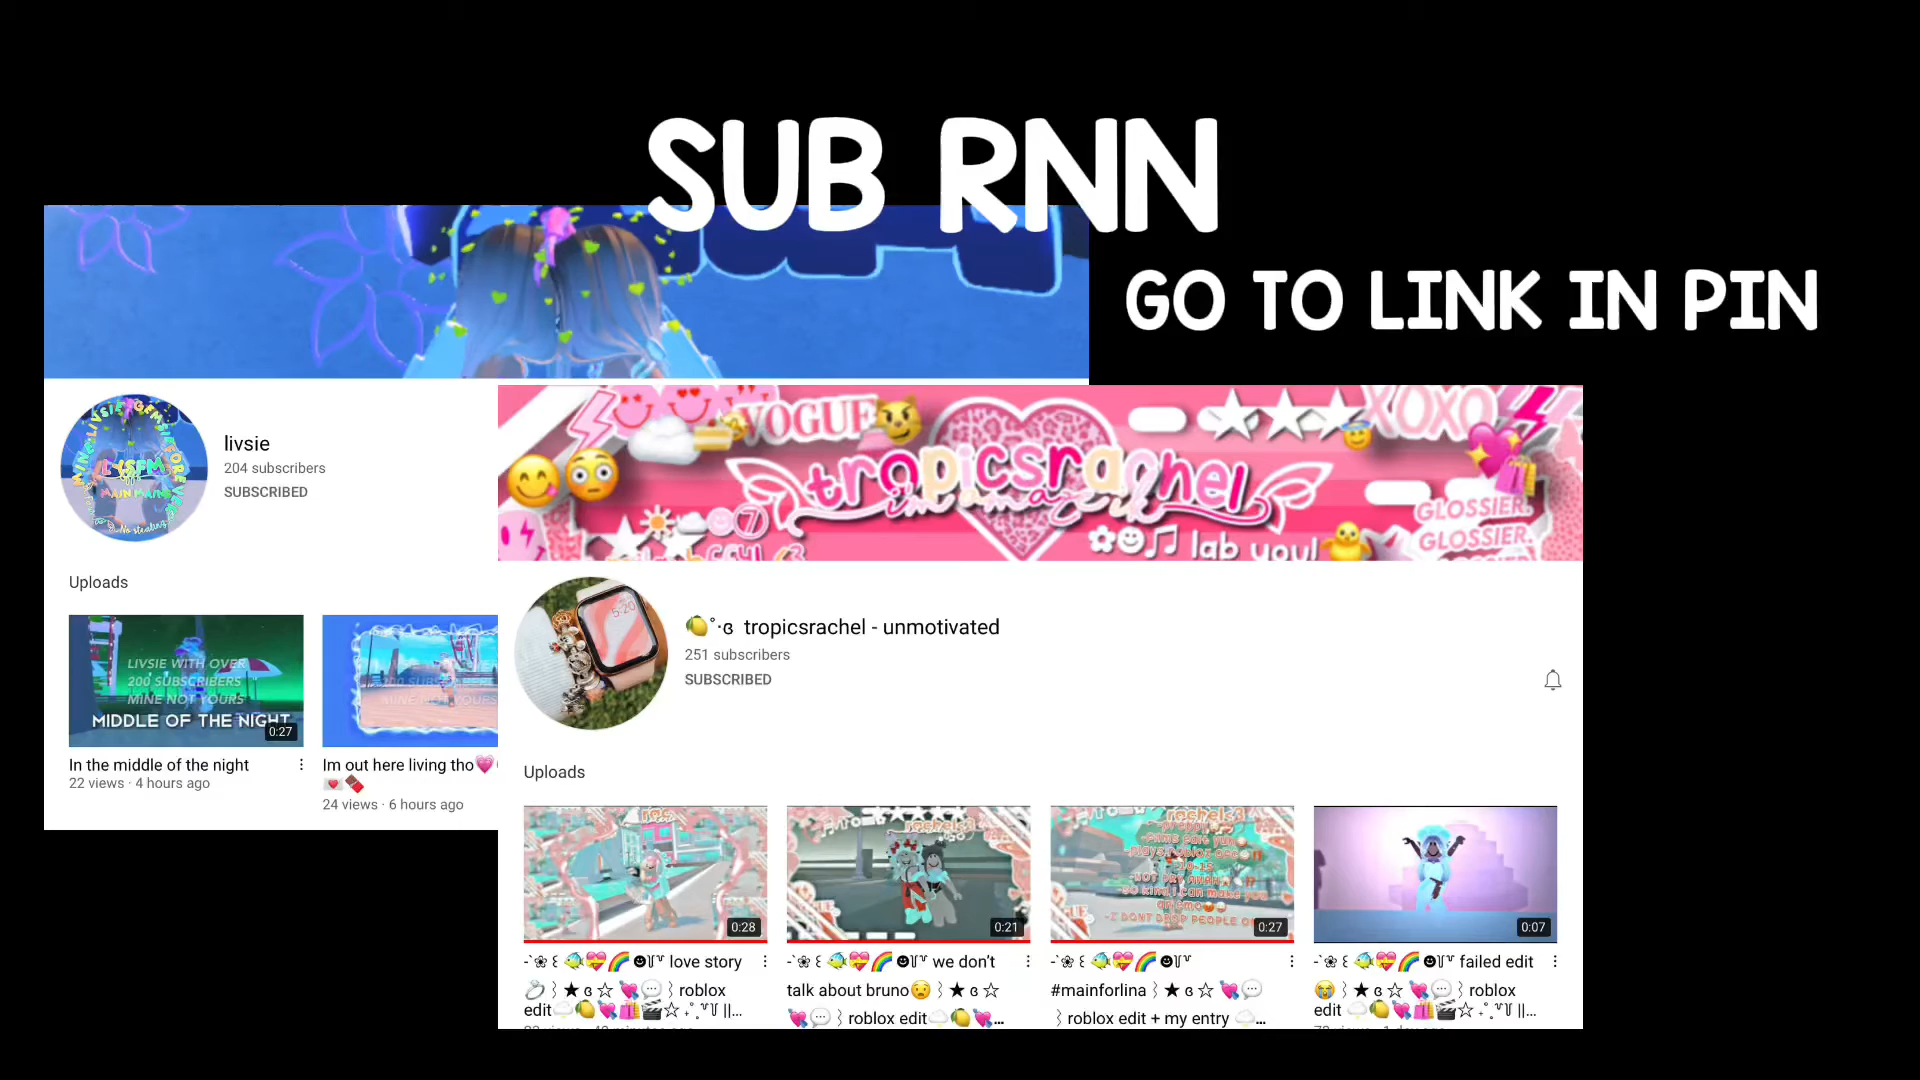 SUB RNN
GO TO LINK IN PIN
livsie
204 subscribers
SUBSCRIBED
Uploads
LIVSIE WITH OVER
200 SUBSCRIBERS
MINE NOT YOURS
MIDDLE OF THE NIGHT
0:27
In the middle of the night
22 views · 4 hours ago
Im out here living tho💗
💌🍫
24 views · 6 hours ago
VOGUE
XOXO
tropicsrachel
GLOSSIER.
GLOSSIER.
lab you!
5:20
🍋˚·ɞ tropicsrachel - unmotivated
251 subscribers
SUBSCRIBED
Uploads
rachel<3
0:28
0:21
0:27
0:07
-`❀ ꒰ 🐠💝🌈 ☻ꔛ love story
💍 ⌇ ★ ɞ ☆ 💘💬 ⌇ roblox
edit🌩🍋💘🛍🎬☆ ||...
-`❀ ꒰ 🐠💝🌈 ☻ꔛ we don't
talk about bruno😧 ⌇ ★ ɞ ☆
💘💬 ⌇ roblox edit🌩🍋💘...
-`❀ ꒰ 🐠💝🌈 ☻ꔛ
#mainforlina ⌇ ★ ɞ ☆ 💘💬
⌇ roblox edit + my entry 🌩...
-`❀ ꒰ 🐠💝🌈 ☻ꔛ failed edit
😭 ⌇ ★ ɞ ☆ 💘💬 ⌇ roblox
edit 🌩🍋💘🛍🎬☆ ||...